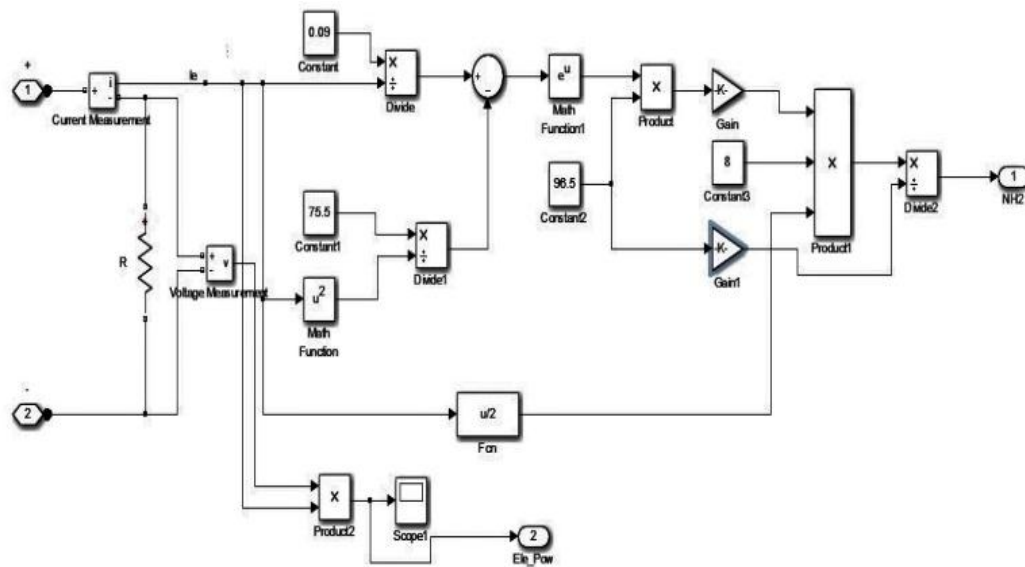 0.09
Constant
X
÷
Divide
+
-
e^u
Math
Function1
X
Product
-K-
Gain
+
1
+
i
-
Current Measurement
Ie
8
Constant3
X
Product1
X
÷
Divide2
1
NH2
96.5
Constant2
75.5
Constant1
X
÷
Divide1
-K-
Gain1
+
R
+
-
v
Voltage Measurement
u^2
Math
Function
-
2
u/2
Fcn
X
Product2
Scope1
2
Ele_Pow